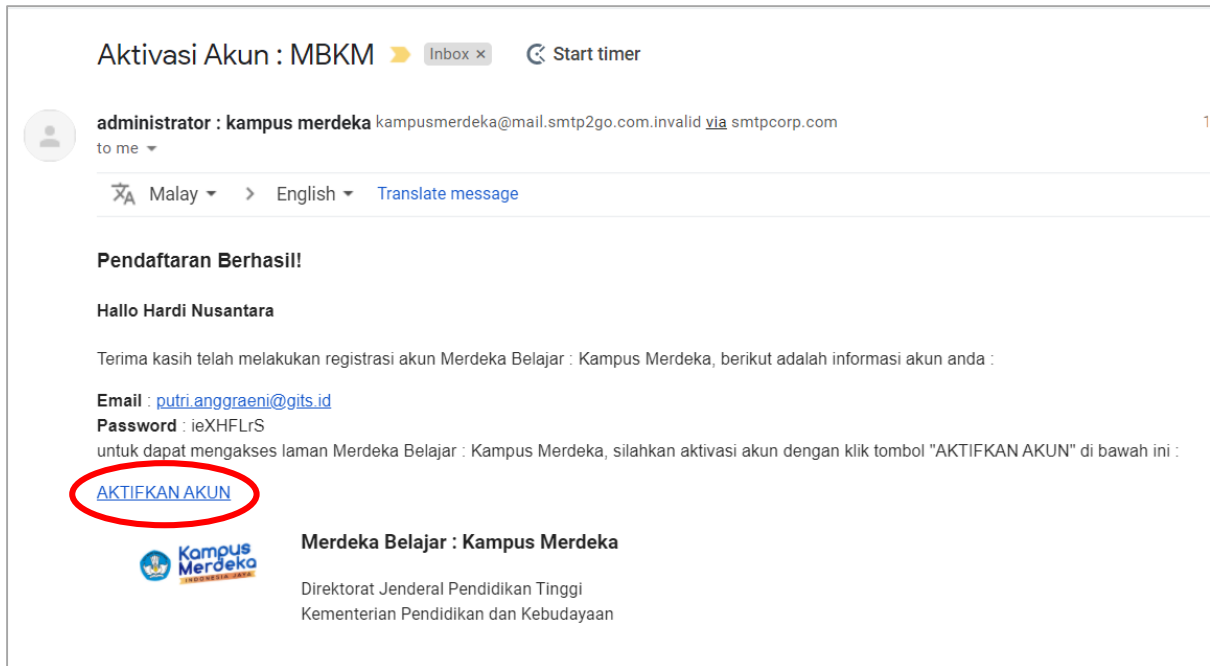 Aktivasi Akun : MBKM Inbox × Start timer
administrator : kampus merdeka kampusmerdeka@mail.smtp2go.com.invalid via smtpcorp.com 1
to me
Malay > English Translate message
Pendaftaran Berhasil!
Hallo Hardi Nusantara
Terima kasih telah melakukan registrasi akun Merdeka Belajar : Kampus Merdeka, berikut adalah informasi akun anda :
Email : putri.anggraeni@gits.id
Password : ieXHFLrS
untuk dapat mengakses laman Merdeka Belajar : Kampus Merdeka, silahkan aktivasi akun dengan klik tombol "AKTIFKAN AKUN" di bawah ini :
AKTIFKAN AKUN
Kampus
Merdeka
INDONESIA JAYA
Merdeka Belajar : Kampus Merdeka
Direktorat Jenderal Pendidikan Tinggi
Kementerian Pendidikan dan Kebudayaan